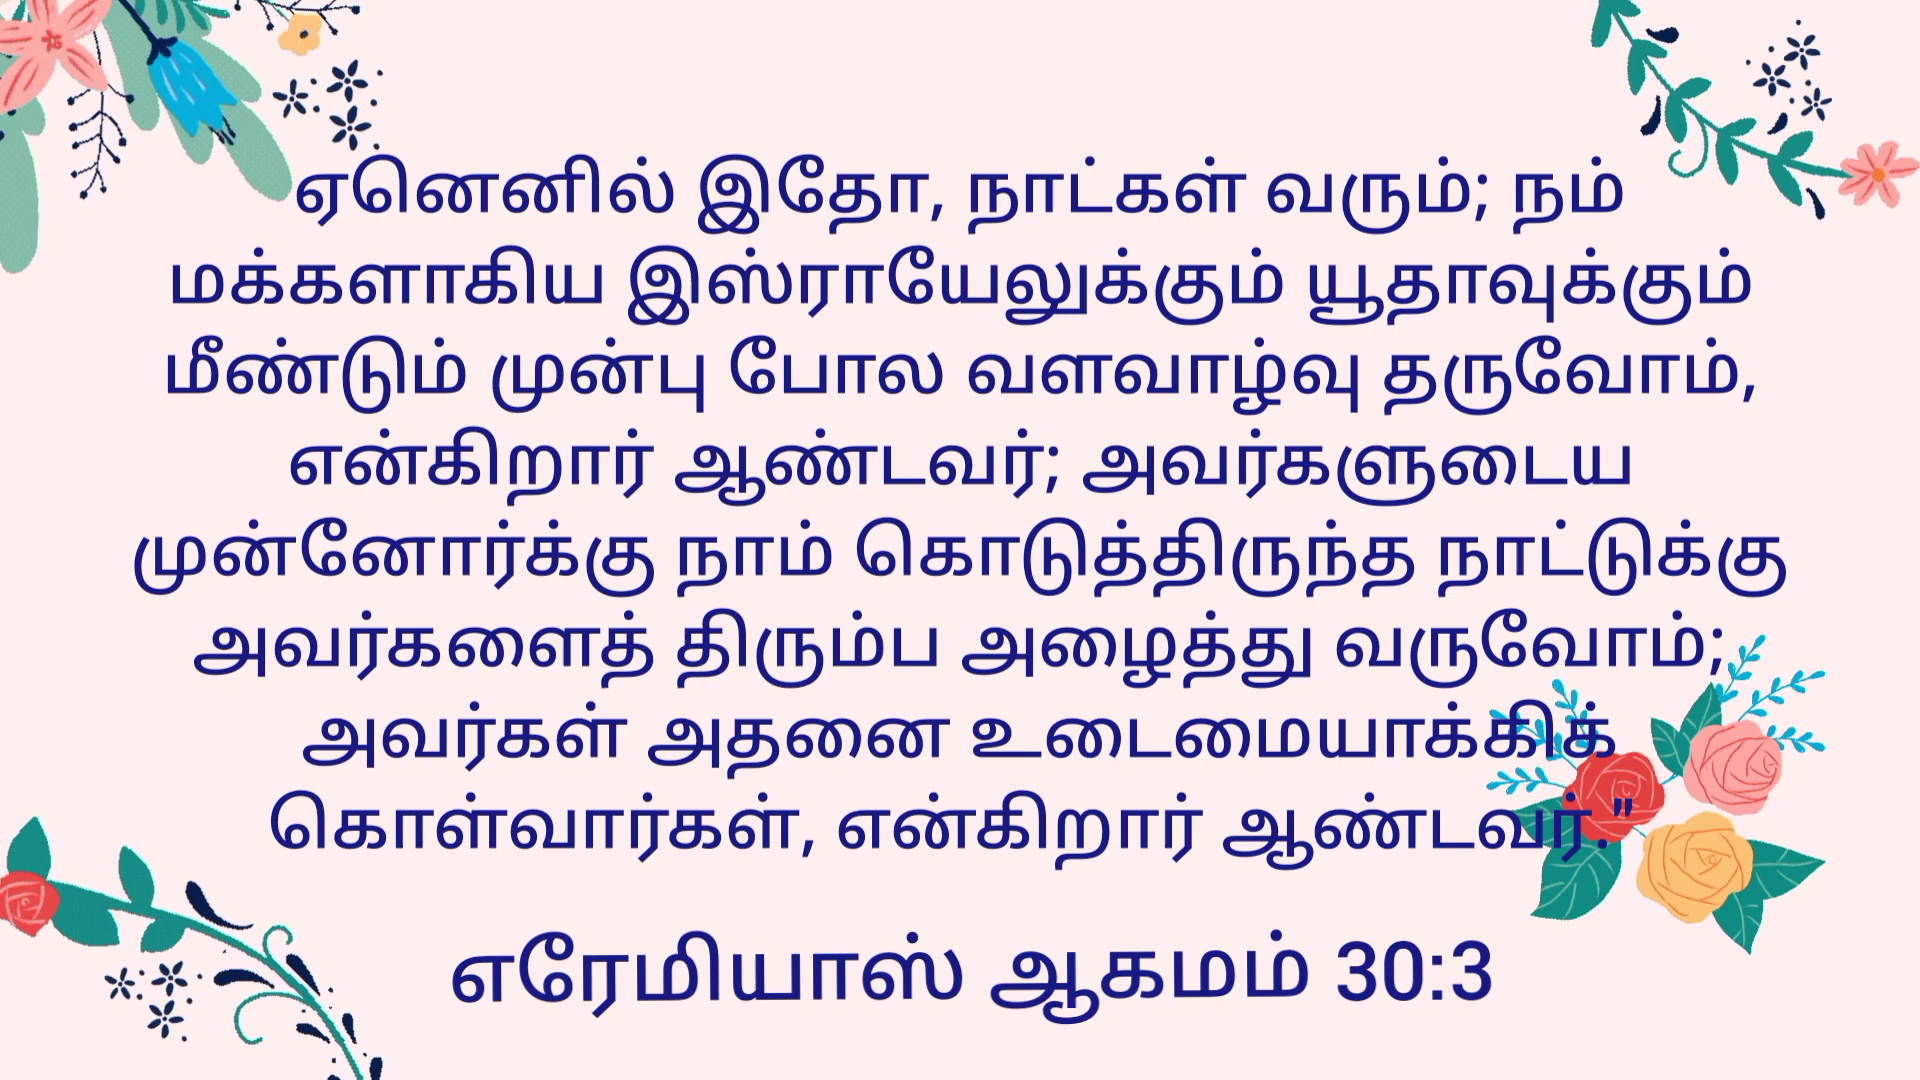 ஏனெனில் இதோ, நாட்கள் வரும்; நம்
மக்களாகிய இஸ்ராயேலுக்கும் யூதாவுக்கும்
மீண்டும் முன்பு போல வளவாழ்வு தருவோம்,
என்கிறார் ஆண்டவர்; அவர்களுடைய
முன்னோர்க்கு நாம் கொடுத்திருந்த நாட்டுக்கு
அவர்களைத் திரும்ப அழைத்து வருவோம்;
அவர்கள் அதனை உடைமையாக்கிக்
கொள்வார்கள், என்கிறார் ஆண்டவர்."
எரேமியாஸ் ஆகமம் 30:3